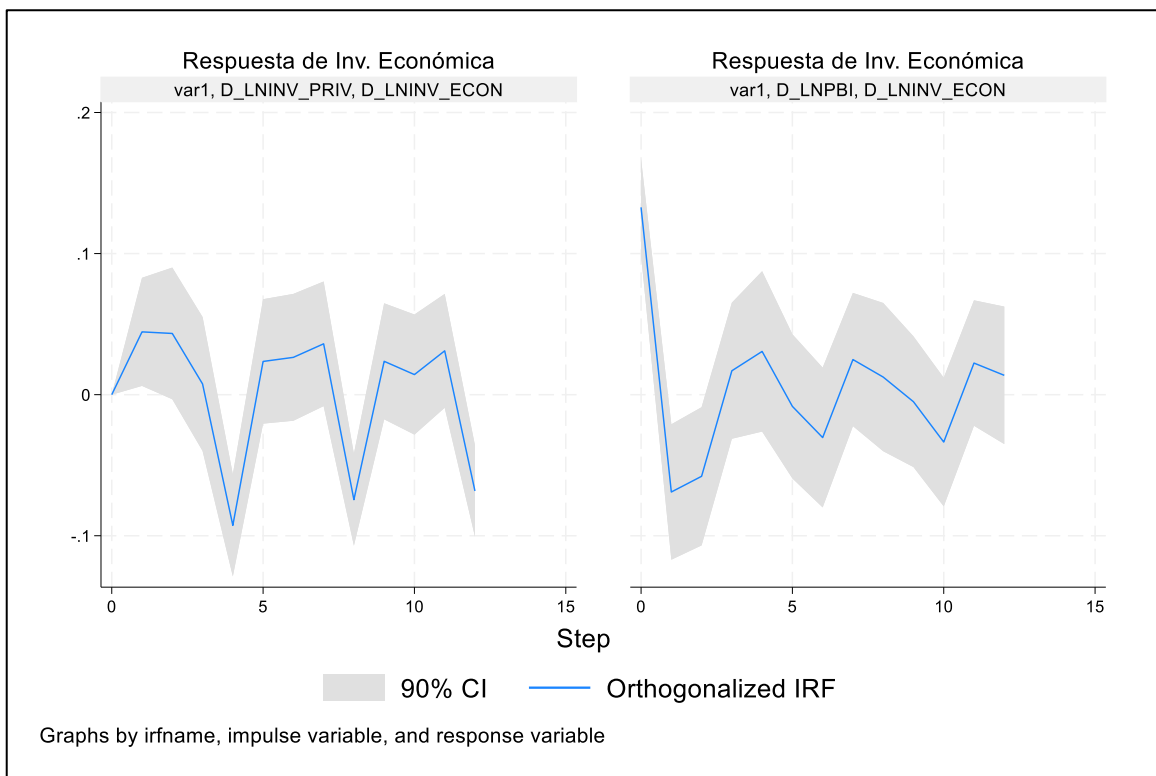 Respuesta de Inv. Económica
var1, D_LNINV_PRIV, D_LNINV_ECON
Respuesta de Inv. Económica
var1, D_LNPBI, D_LNINV_ECON
.2
.1
0
-.1
0 5 10 15
0 5 10 15
Step
90% CI
Orthogonalized IRF
Graphs by irfname, impulse variable, and response variable